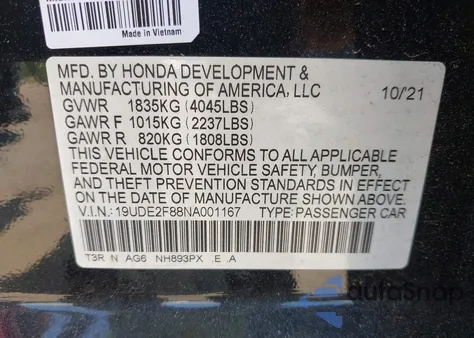 Made in Vietnam
MFD. BY HONDA DEVELOPMENT &
MANUFACTURING OF AMERICA, LLC 10/21
GVWR 1835KG (4045LBS)
GAWR F 1015KG (2237LBS)
GAWR R 820KG (1808LBS)
THIS VEHICLE CONFORMS TO ALL APPLICABLE
FEDERAL MOTOR VEHICLE SAFETY, BUMPER,
AND THEFT PREVENTION STANDARDS IN EFFECT
ON THE DATE OF MANUFACTURE SHOWN ABOVE.
V.I.N.: 19UDE2F88NA001167 TYPE: PASSENGER CAR
T3R N AG6 NH893PX .E .A
autoSnap